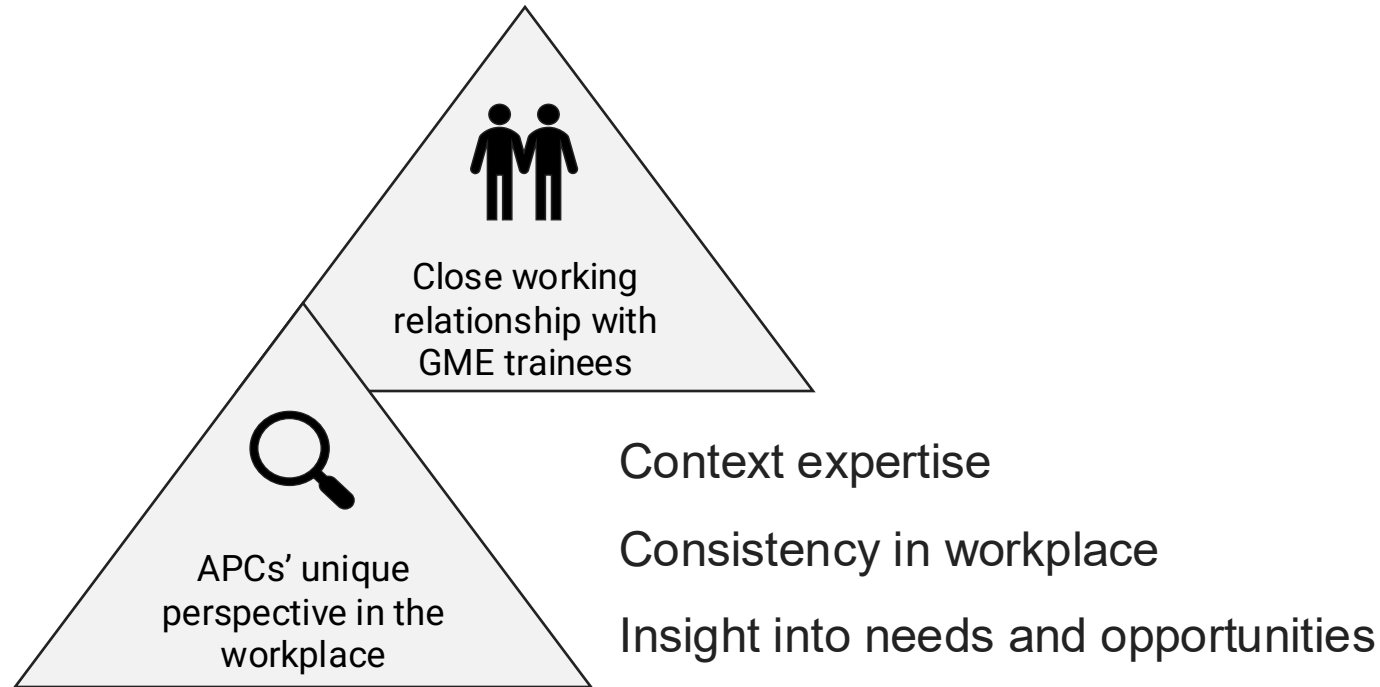 Close working
relationship with
GME trainees
APCs’ unique
perspective in the
workplace
Context expertise
Consistency in workplace
Insight into needs and opportunities